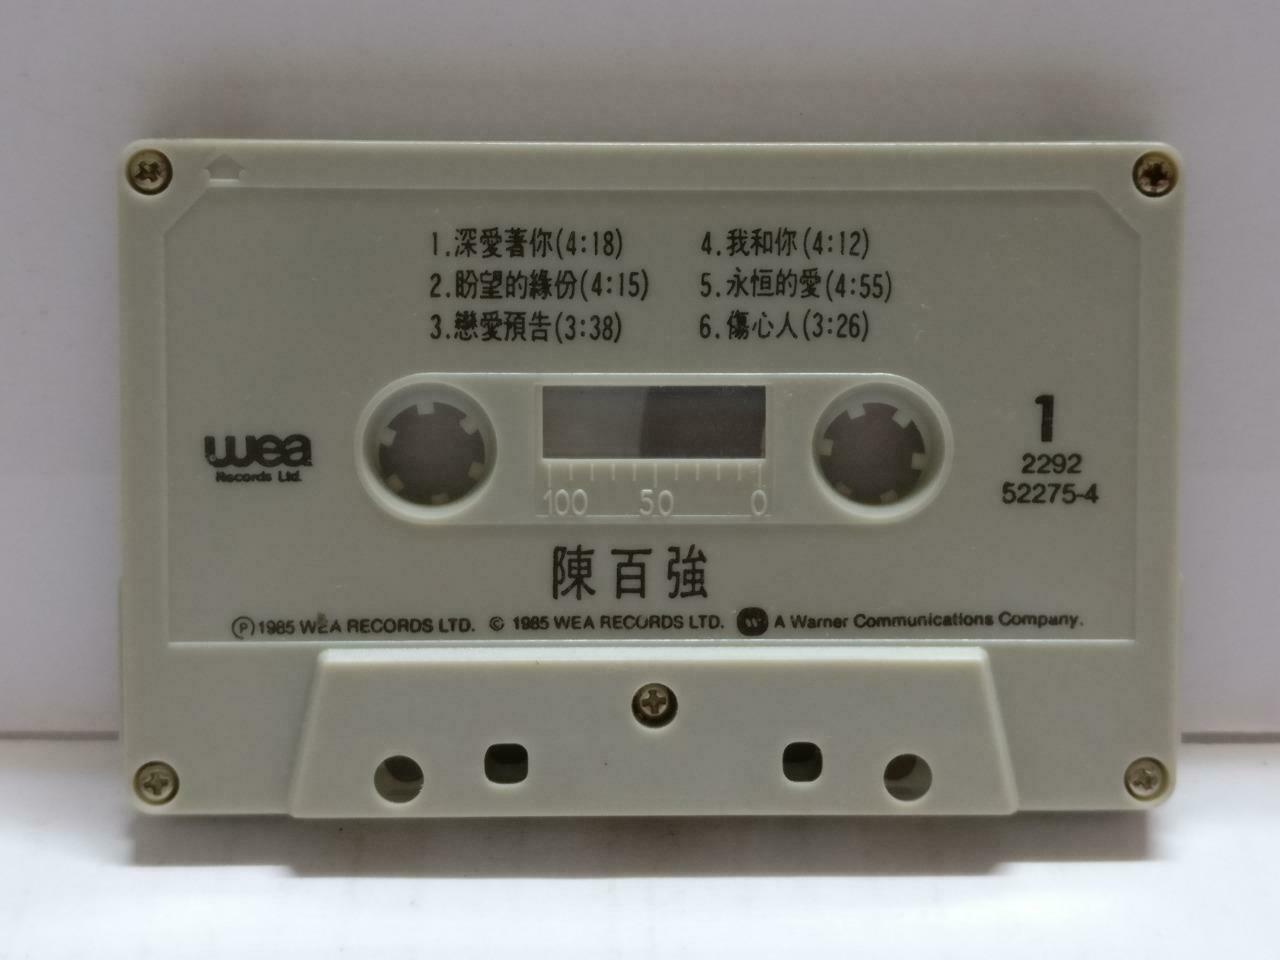 1.深愛著你(4:18)
2.盼望的緣份(4:15)
3.戀愛預告(3:38)
4.我和你(4:12)
5.永恒的愛(4:55)
6.傷心人(3:26)
wea
Records Ltd.
1
2292
52275-4
100 50 0
陳百強
Ⓟ1985 WEA RECORDS LTD. © 1985 WEA RECORDS LTD. A Warner Communications Company.